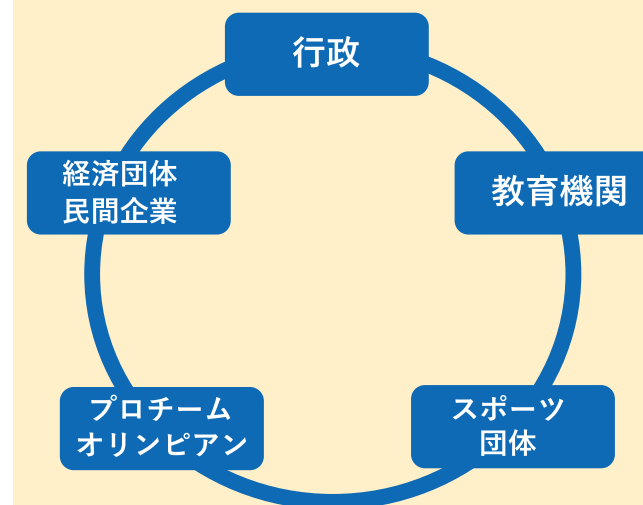 行政
経済団体
民間企業
教育機関
プロチーム
オリンピアン
スポーツ
団体